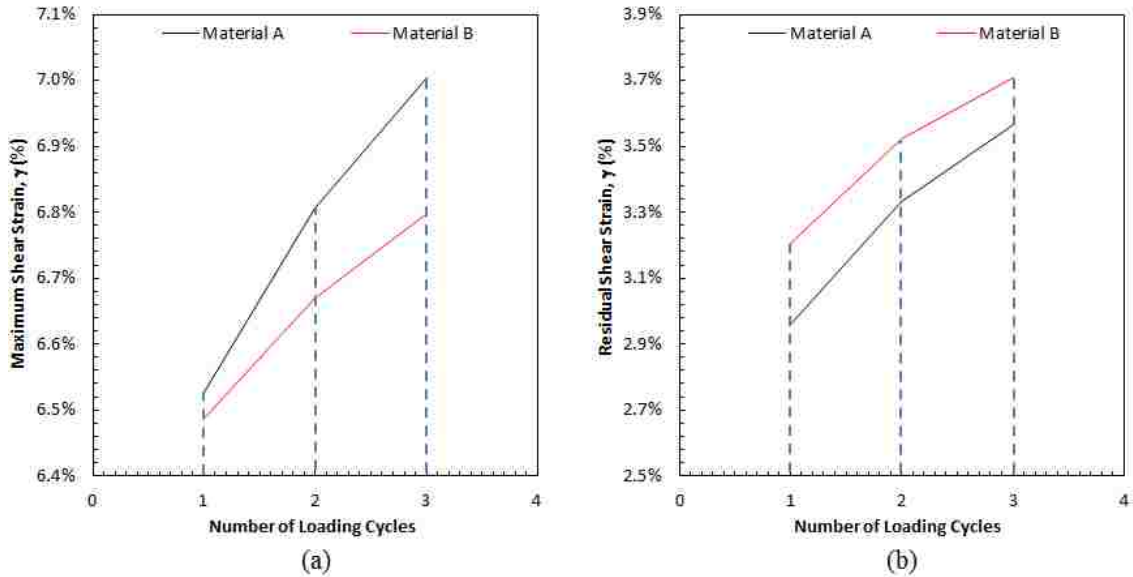 7.1%
Material A
Material B
7.0%
6.9%
6.8%
6.7%
6.6%
6.5%
6.4%
Maximum Shear Strain, γ (%)
0
1
2
3
4
Number of Loading Cycles
(a)
3.9%
Material A
Material B
3.7%
3.5%
3.3%
3.1%
2.9%
2.7%
2.5%
Residual Shear Strain, γ (%)
0
1
2
3
4
Number of Loading Cycles
(b)